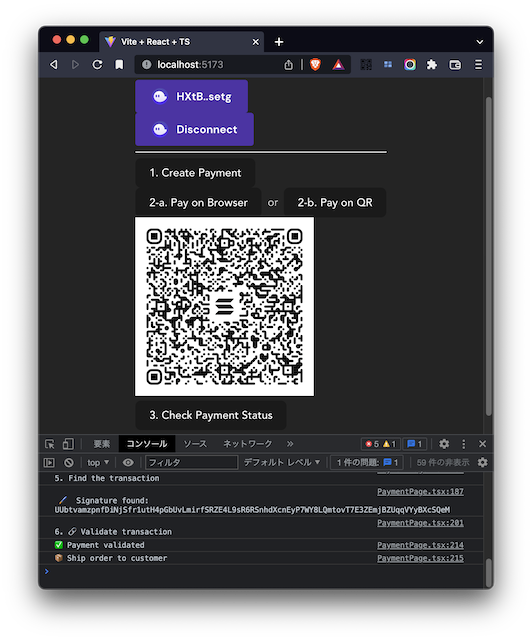 Vite + React + TS
localhost:5173
HXtB..setg
Disconnect
1. Create Payment
2-a. Pay on Browser or 2-b. Pay on QR
3. Check Payment Status
要素 コンソール ソース ネットワーク » 5 1 1
top フィルタ デフォルト レベル 1 件の問題: 1 59 件の非表示
5. Find the transaction
PaymentPage.tsx:187
Signature found:
UUbtvamzpnfDiNjSfr1utH4pGbUvLmirfSRZE4L9sR6RSnhdXcnEyP7WY8LQmtovT7E3ZEmjBZUqqVYyBXcSQeM
PaymentPage.tsx:201
6. 🔗 Validate transaction
✅ Payment validated PaymentPage.tsx:214
📦 Ship order to customer PaymentPage.tsx:215